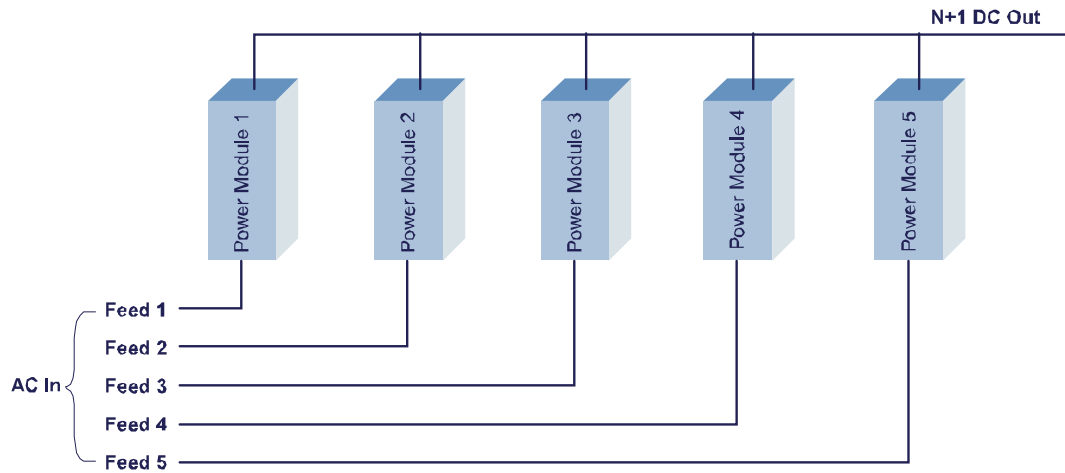 N+1 DC Out
Power Module 1
Power Module 2
Power Module 3
Power Module 4
Power Module 5
Feed 1
Feed 2
AC In
Feed 3
Feed 4
Feed 5